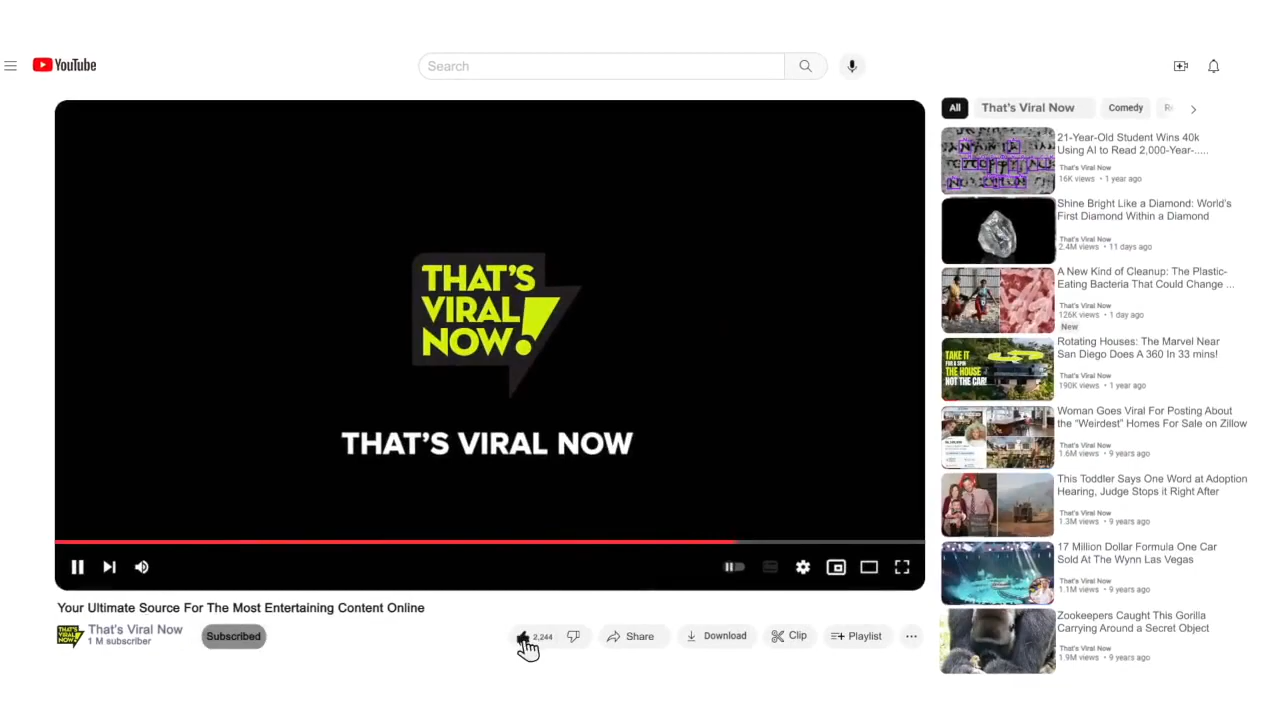 YouTube
Search
THAT'S
VIRAL
NOW!
THAT'S VIRAL NOW
Your Ultimate Source For The Most Entertaining Content Online
THAT'S
VIRAL
NOW!
That's Viral Now
1 M subscriber
Subscribed
2,244
Share
Download
Clip
Playlist
All
That's Viral Now
Comedy
21-Year-Old Student Wins 40k
Using AI to Read 2,000-Year-.....
That's Viral Now
16K views • 1 year ago
Shine Bright Like a Diamond: World's
First Diamond Within a Diamond
That's Viral Now
2.4M views • 11 days ago
A New Kind of Cleanup: The Plastic-
Eating Bacteria That Could Change ...
That's Viral Now
126K views • 1 day ago
New
TAKE IT
FOR A SPIN
THE HOUSE
NOT THE CAR!
Rotating Houses: The Marvel Near
San Diego Does A 360 In 33 mins!
That's Viral Now
190K views • 1 year ago
Woman Goes Viral For Posting About
the “Weirdest” Homes For Sale on Zillow
That's Viral Now
1.6M views • 9 years ago
This Toddler Says One Word at Adoption
Hearing, Judge Stops it Right After
That's Viral Now
1.3M views • 9 years ago
17 Million Dollar Formula One Car
Sold At The Wynn Las Vegas
That's Viral Now
1.1M views • 9 years ago
Zookeepers Caught This Gorilla
Carrying Around a Secret Object
That's Viral Now
1.9M views • 9 years ago